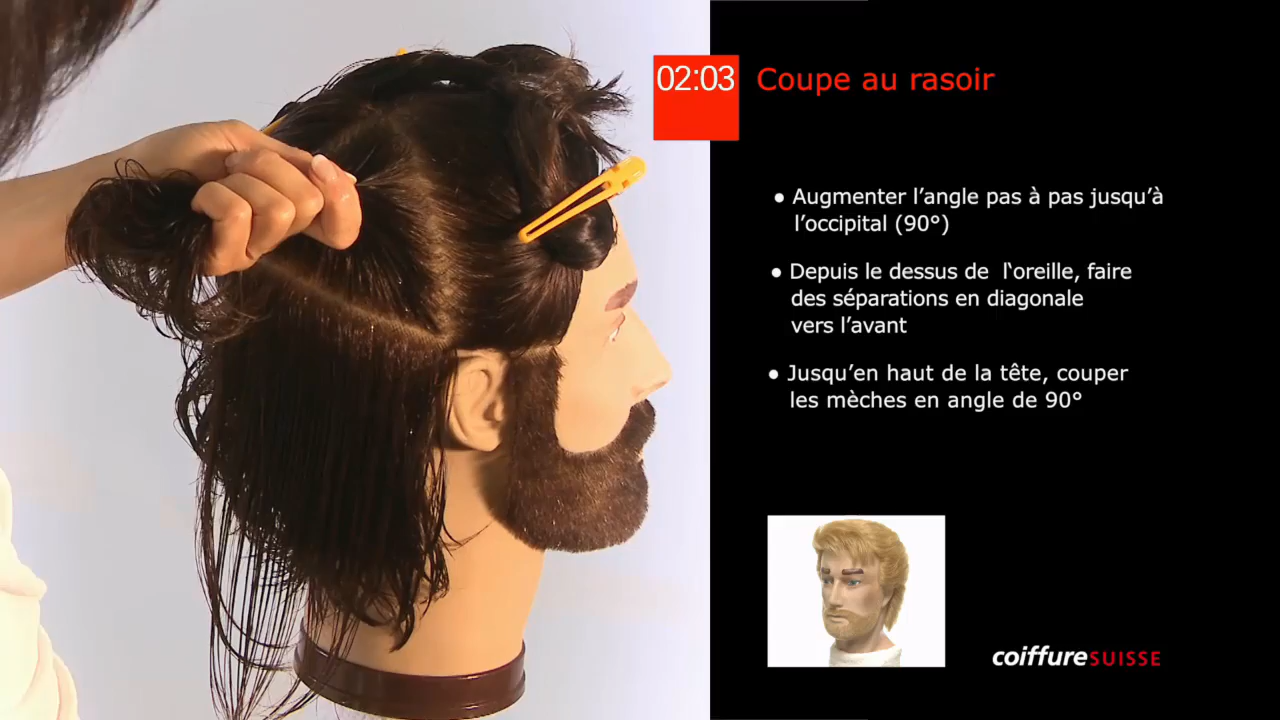 02:03 Coupe au rasoir
● Augmenter l’angle pas à pas jusqu’à
l’occipital (90°)
● Depuis le dessus de  l‘oreille, faire
des séparations en diagonale
vers l’avant
● Jusqu’en haut de la tête, couper
les mèches en angle de 90°
coiffureSUISSE